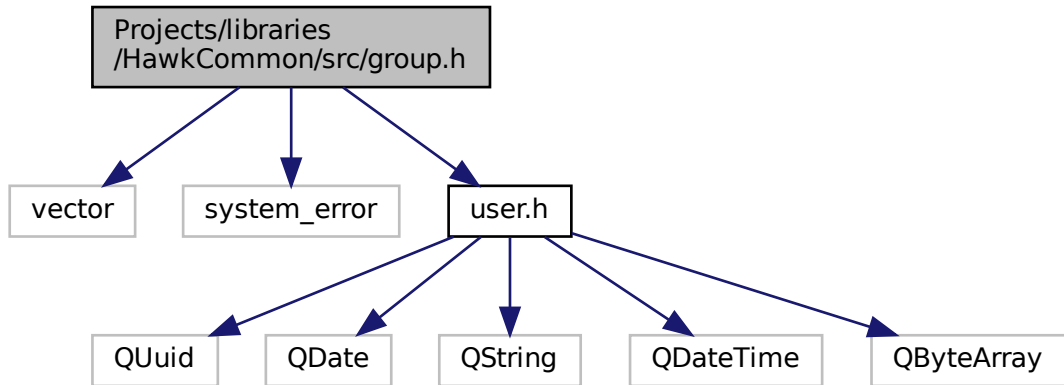 Projects/libraries
/HawkCommon/src/group.h
vector
system_error
user.h
QUuid
QDate
QString
QDateTime
QByteArray